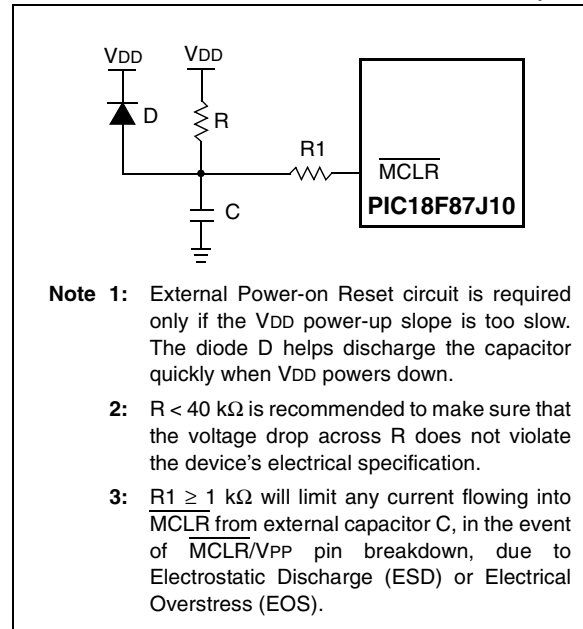 VDD VDD
D
R
R1
MCLR
C
PIC18F87J10
Note 1: External Power-on Reset circuit is required
only if the VDD power-up slope is too slow.
The diode D helps discharge the capacitor
quickly when VDD powers down.
2: R < 40 kΩ is recommended to make sure that
the voltage drop across R does not violate
the device's electrical specification.
3: R1 ≥ 1 kΩ will limit any current flowing into
MCLR from external capacitor C, in the event
of MCLR/VPP pin breakdown, due to
Electrostatic Discharge (ESD) or Electrical
Overstress (EOS).